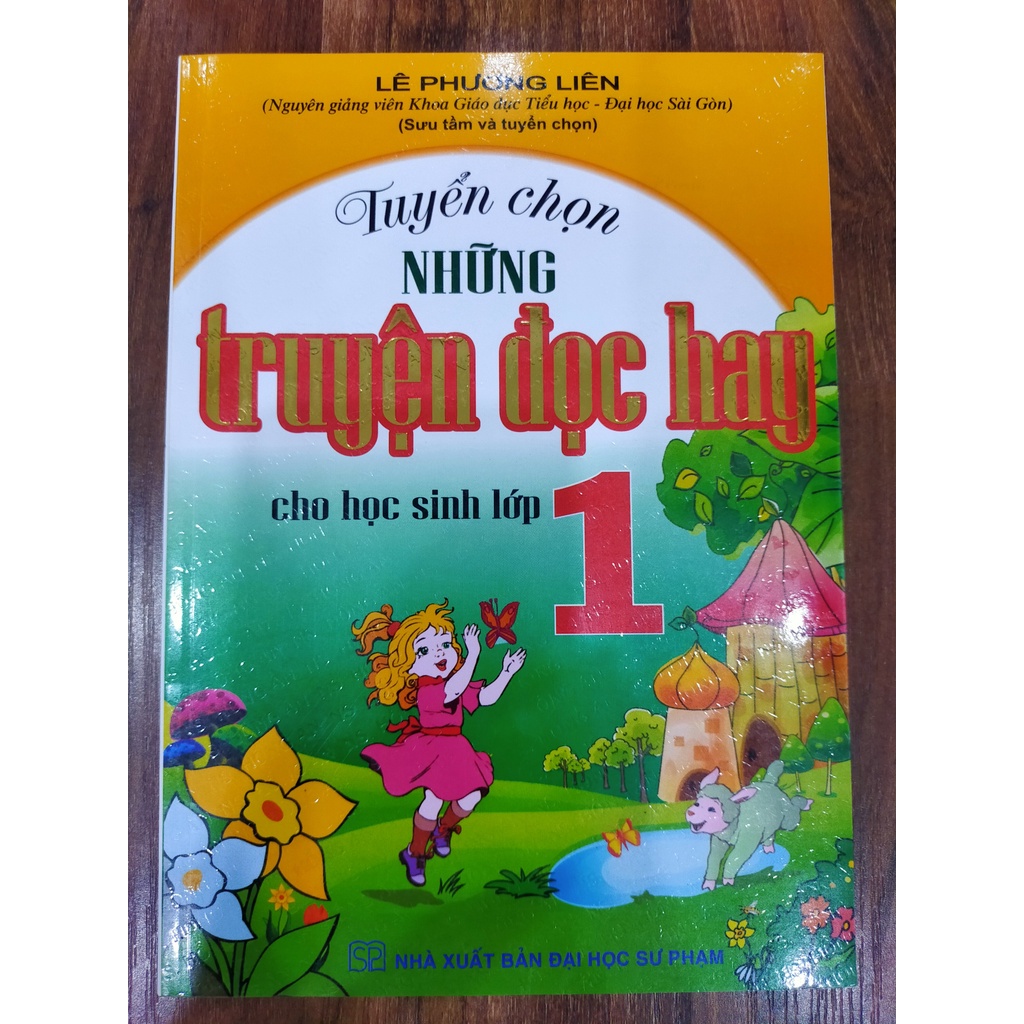 LÊ PHƯƠNG LIÊN
(Nguyên giảng viên Khoa Giáo dục Tiểu học - Đại học Sài Gòn)
(Sưu tầm và tuyển chọn)
Tuyển chọn
NHỮNG
truyện đọc hay
cho học sinh lớp 1
SP NHÀ XUẤT BẢN ĐẠI HỌC SƯ PHẠM